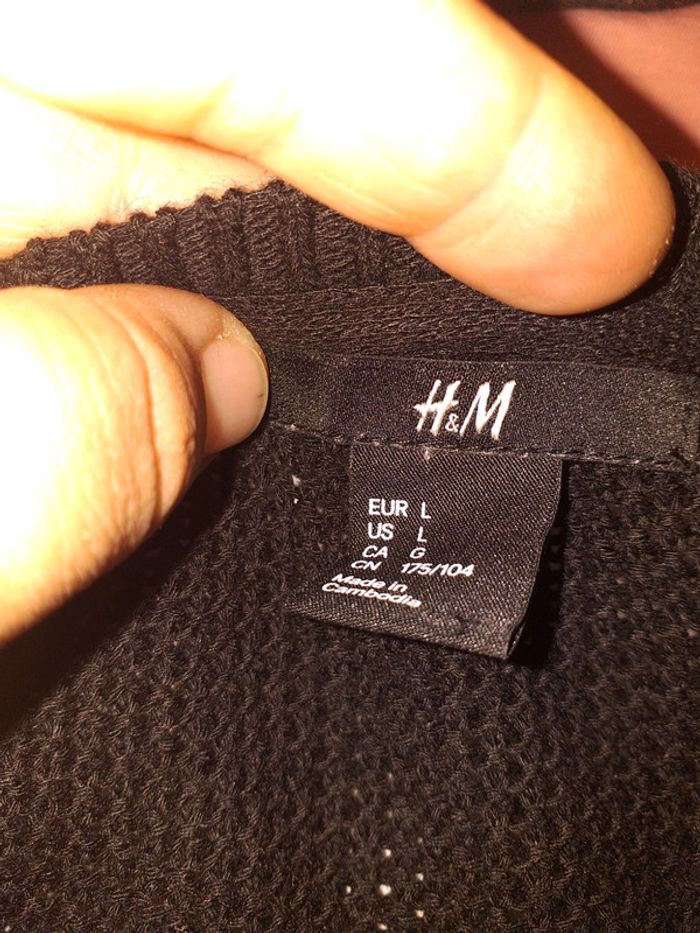 H&M
EUR L
US L
CA G
CN 175/104
Made in
Cambodia